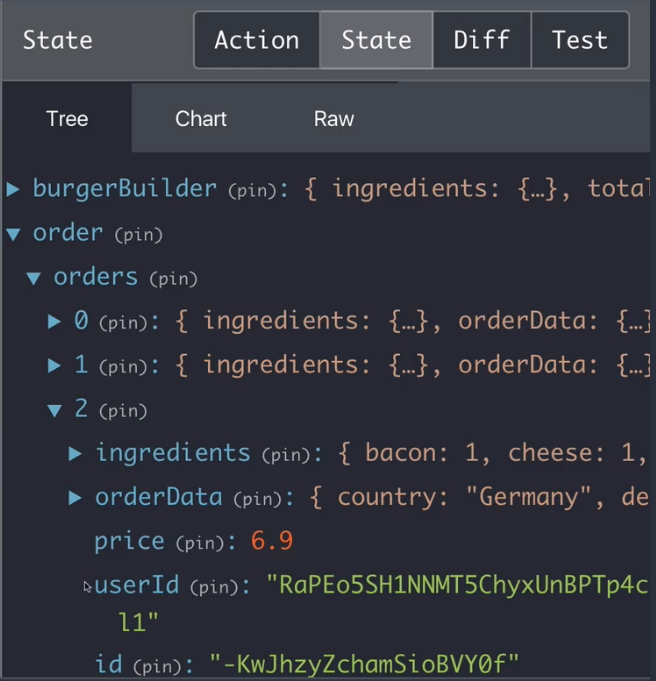 State Action State Diff Test
Tree Chart Raw
▶ burgerBuilder (pin): { ingredients: {…}, total
▼ order (pin)
▼ orders (pin)
▶ 0 (pin): { ingredients: {…}, orderData: {…}
▶ 1 (pin): { ingredients: {…}, orderData: {…}
▼ 2 (pin)
▶ ingredients (pin): { bacon: 1, cheese: 1,
▶ orderData (pin): { country: "Germany", de
price (pin): 6.9
userId (pin): "RaPEo5SH1NNMT5ChyxUnBPTp4c
l1"
id (pin): "-KwJhzyZchamSioBVY0f"